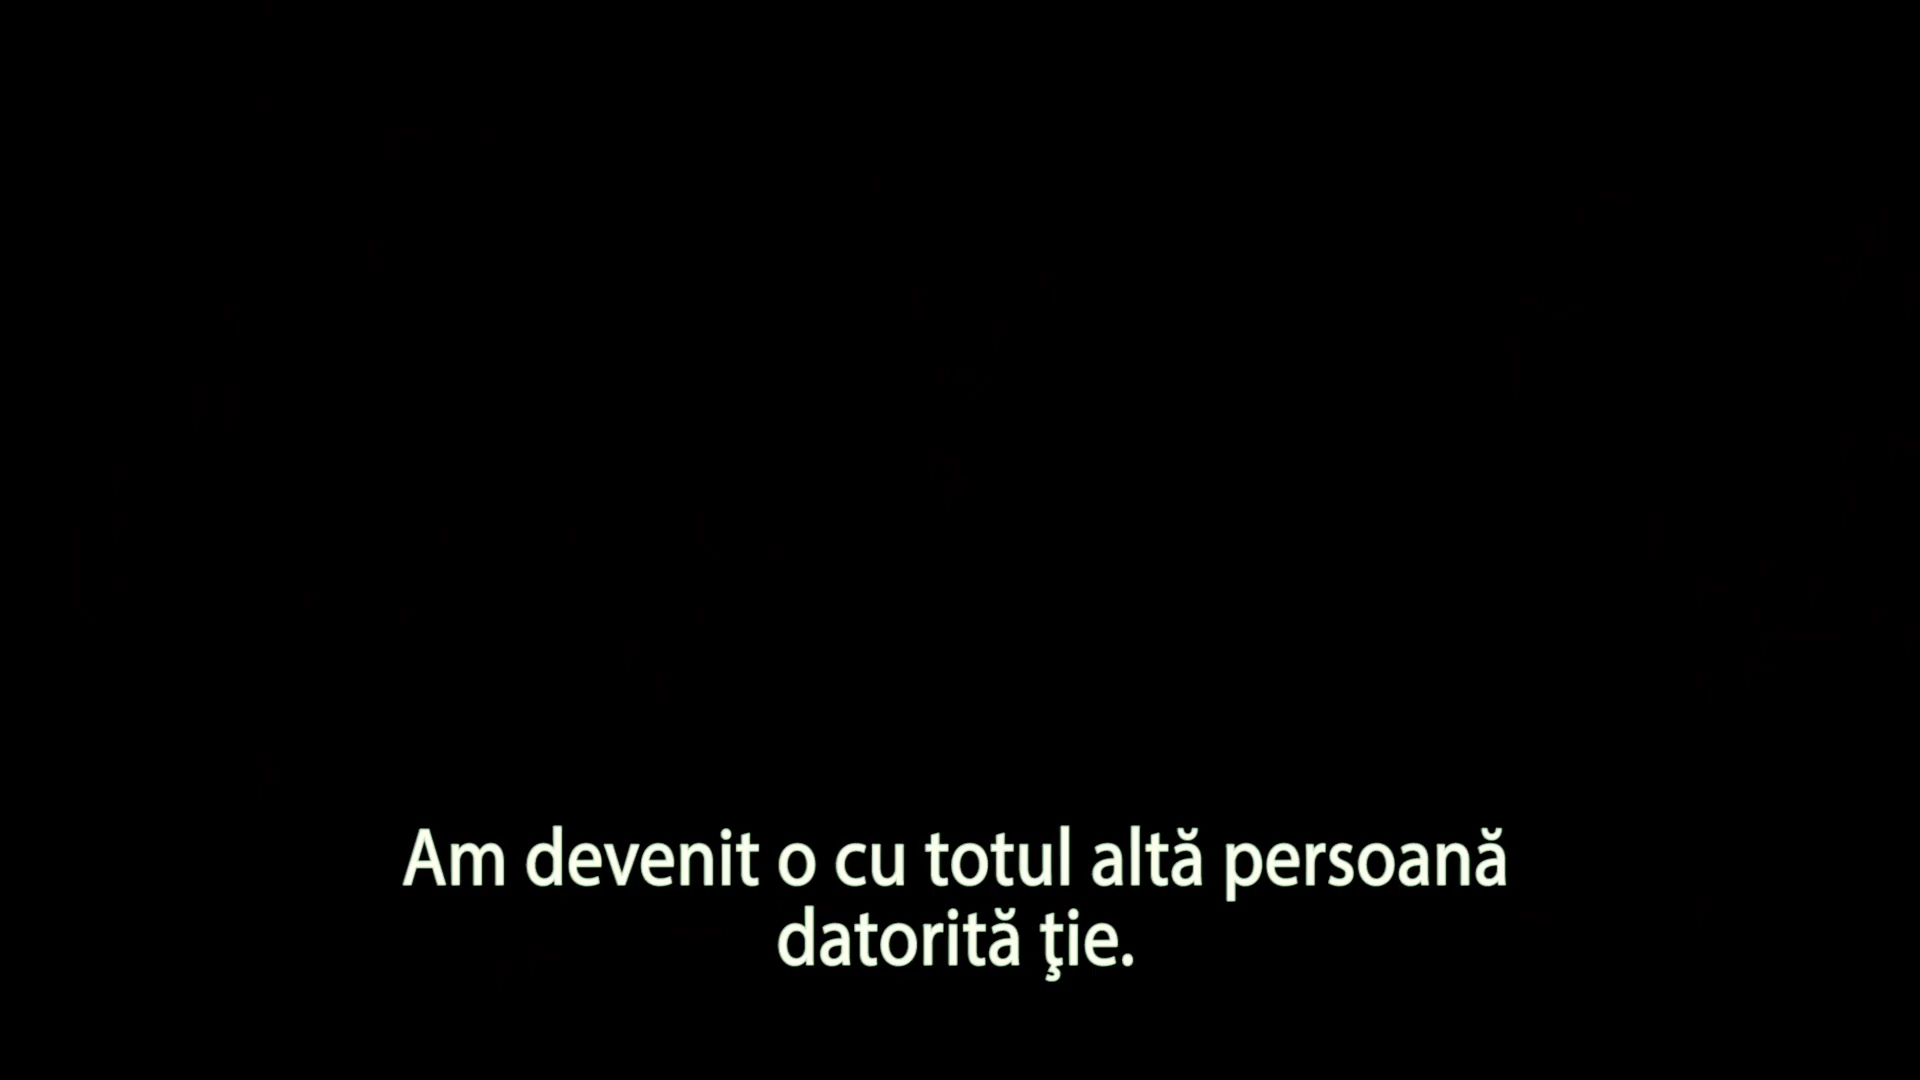 Am devenit o cu totul altă persoană
datorită ţie.